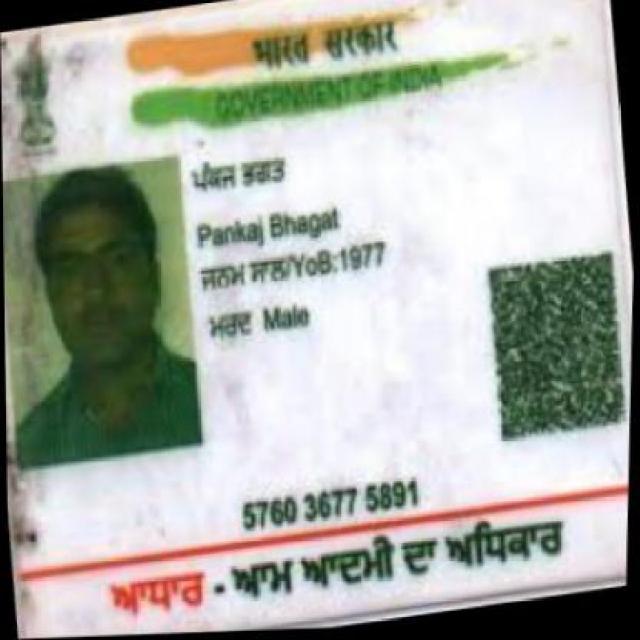 भारत सरकार
GOVERNMENT OF INDIA
ਪੰਕਜ ਭਗਤ
Pankaj Bhagat
ਜਨਮ ਸਾਲ/YoB:1977
ਮਰਦ Male
5760 3677 5891
ਆਧਾਰ - ਆਮ ਆਦਮੀ ਦਾ ਅਧਿਕਾਰ